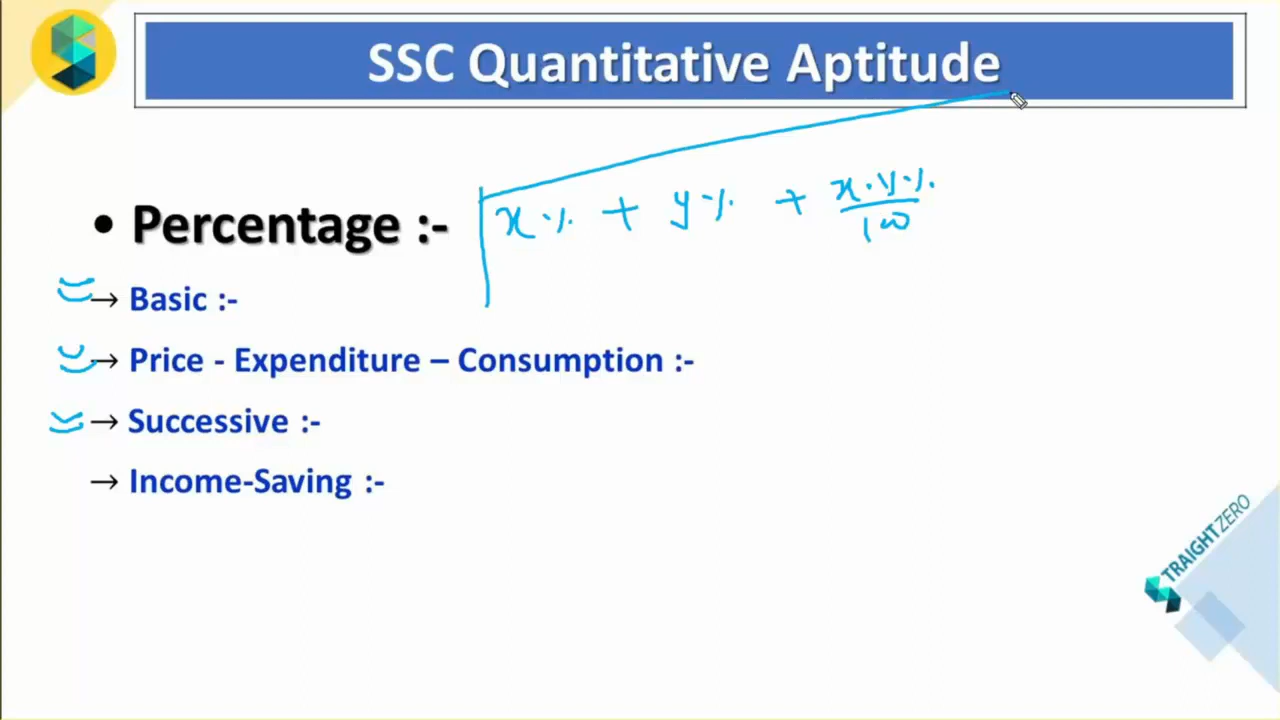 SSC Quantitative Aptitude
x% + y% + x·y%/100
• Percentage :-
→ Basic :-
→ Price - Expenditure – Consumption :-
→ Successive :-
→ Income-Saving :-
TRAIGHTZERO